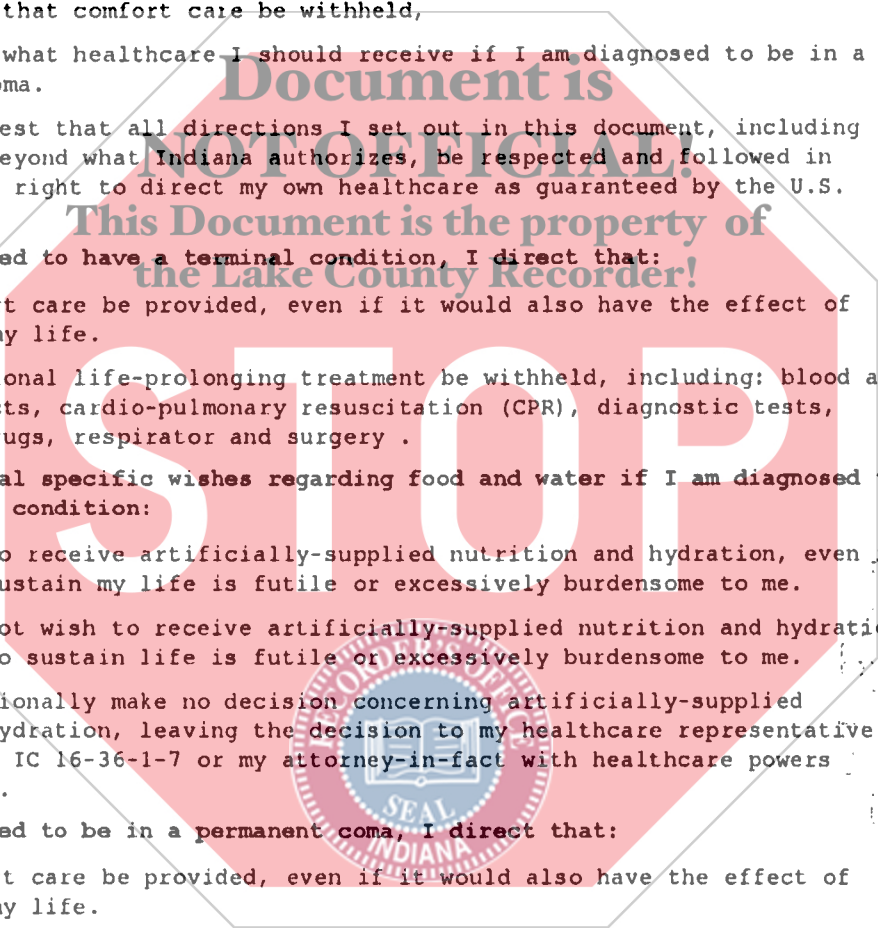 that comfort care be withheld,
what healthcare I should receive if I am diagnosed to be in a
oma.
Document is
est that all directions I set out in this document, including
NOT OFFICIAL!
eyond what Indiana authorizes, be respected and followed in
right to direct my own healthcare as guaranteed by the U.S.
This Document is the property of
ed to have a terminal condition, I direct that:
the Lake County Recorder!
t care be provided, even if it would also have the effect of
my life.
onal life-prolonging treatment be withheld, including: blood a
cts, cardio-pulmonary resuscitation (CPR), diagnostic tests,
rugs, respirator and surgery .
STOP
al specific wishes regarding food and water if I am diagnosed
condition:
o receive artificially-supplied nutrition and hydration, even
ustain my life is futile or excessively burdensome to me.
ot wish to receive artificially-supplied nutrition and hydrati
o sustain life is futile or excessively burdensome to me.
ionally make no decision concerning artificially-supplied
ydration, leaving the decision to my healthcare representative
IC 16-36-1-7 or my attorney-in-fact with healthcare powers
.
RECORDER'S OFFICE
SEAL
INDIANA
ed to be in a permanent coma, I direct that:
t care be provided, even if it would also have the effect of
my life.